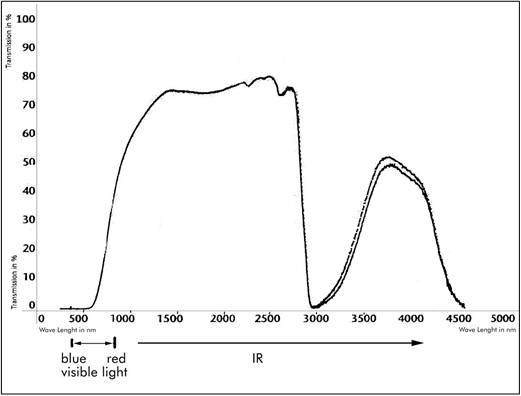 Transmission in %
100
90
80
70
60
50
40
30
20
10
0
Transmission in %
0 500 1000 1500 2000 2500 3000 3500 4000 4500 5000
Wave Lenght in nm Wave Lenght in nm
blue red IR
visible light